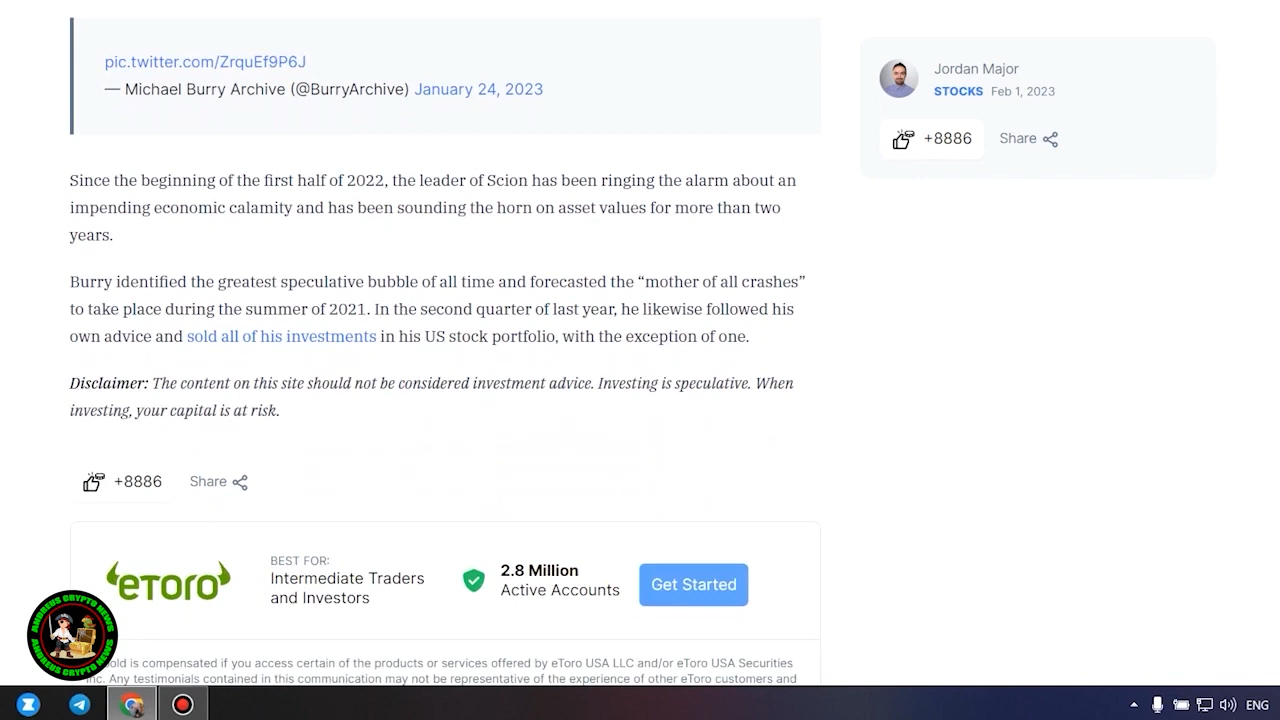 pic.twitter.com/ZrquEf9P6J
— Michael Burry Archive (@BurryArchive) January 24, 2023
Jordan Major
STOCKS Feb 1, 2023
+8886 Share
Since the beginning of the first half of 2022, the leader of Scion has been ringing the alarm about an
impending economic calamity and has been sounding the horn on asset values for more than two
years.
Burry identified the greatest speculative bubble of all time and forecasted the “mother of all crashes”
to take place during the summer of 2021. In the second quarter of last year, he likewise followed his
own advice and sold all of his investments in his US stock portfolio, with the exception of one.
Disclaimer: The content on this site should not be considered investment advice. Investing is speculative. When
investing, your capital is at risk.
+8886 Share
eToro
BEST FOR:
Intermediate Traders
and Investors
2.8 Million
Active Accounts
Get Started
is compensated if you access certain of the products or services offered by eToro USA LLC and/or eToro USA Securities
Inc. Any testimonials contained in this communication may not be representative of the experience of other eToro customers and
ANDREUS CRYPTO NEWS
ANDREUS CRYPTO NEWS
ENG